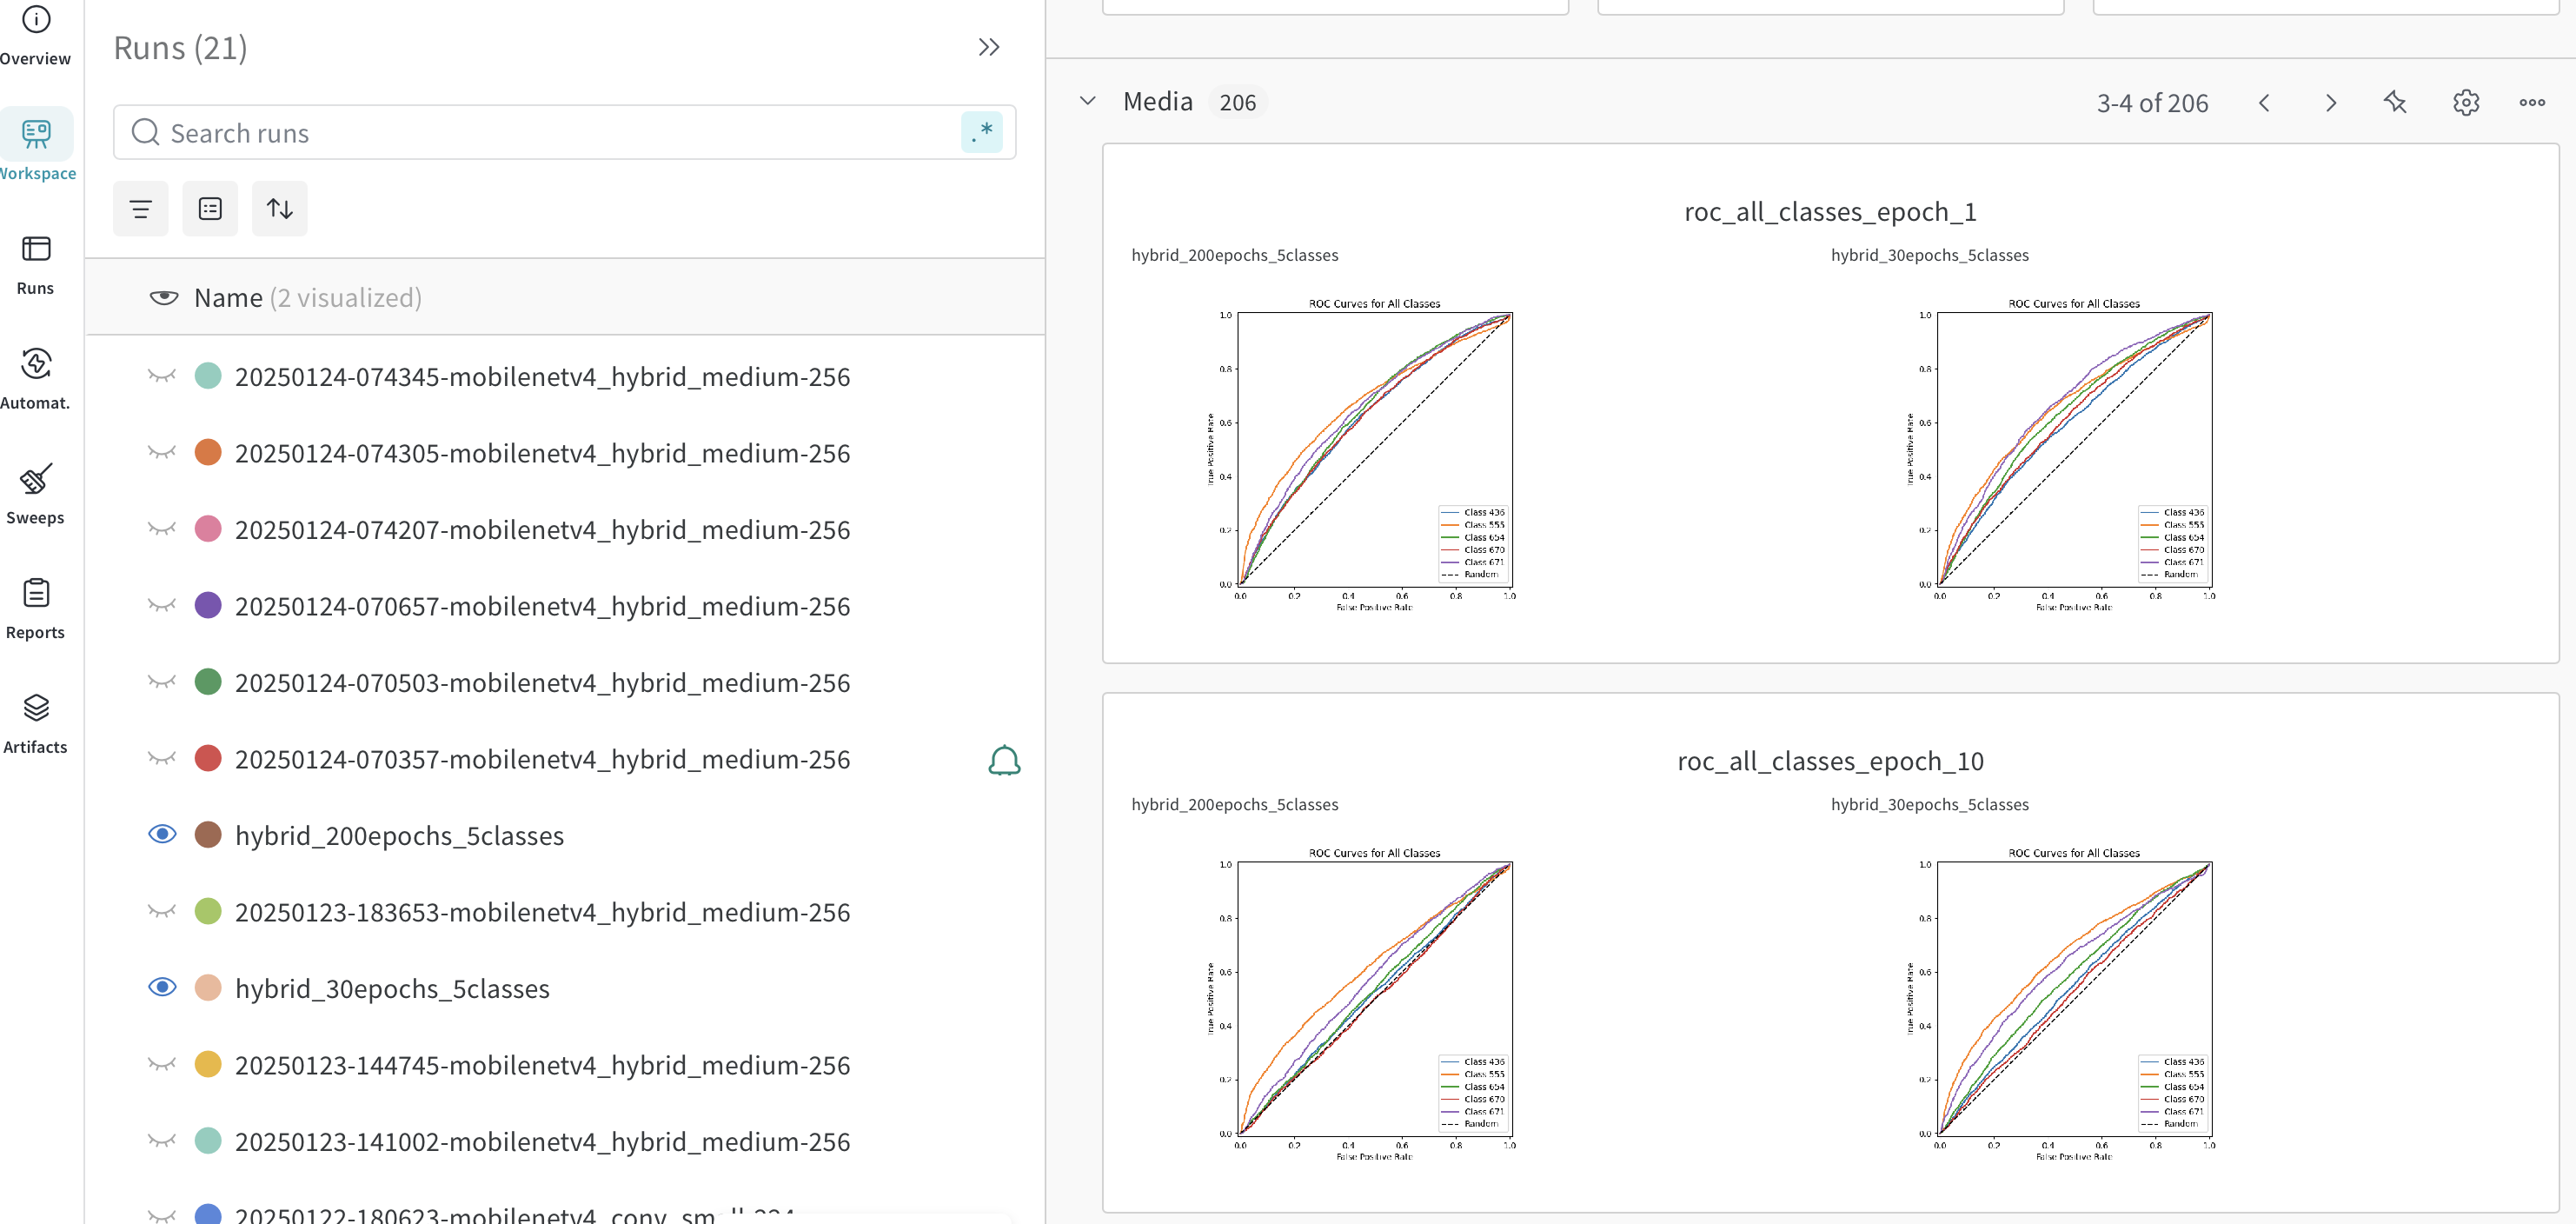 Overview
Workspace
Runs
Automat.
Sweeps
Reports
Artifacts
Runs (21)
Search runs
.*
Name (2 visualized)
20250124-074345-mobilenetv4_hybrid_medium-256
20250124-074305-mobilenetv4_hybrid_medium-256
20250124-074207-mobilenetv4_hybrid_medium-256
20250124-070657-mobilenetv4_hybrid_medium-256
20250124-070503-mobilenetv4_hybrid_medium-256
20250124-070357-mobilenetv4_hybrid_medium-256
hybrid_200epochs_5classes
20250123-183653-mobilenetv4_hybrid_medium-256
hybrid_30epochs_5classes
20250123-144745-mobilenetv4_hybrid_medium-256
20250123-141002-mobilenetv4_hybrid_medium-256
20250122-180623-mobilenetv4_conv_small-224
Media 206
3-4 of 206
roc_all_classes_epoch_1
hybrid_200epochs_5classes
ROC Curves for All Classes
1.0
0.8
0.6
0.4
0.2
0.0
True Positive Rate
Class 436
Class 555
Class 654
Class 670
Class 671
Random
0.0 0.2 0.4 0.6 0.8 1.0
False Positive Rate
hybrid_30epochs_5classes
ROC Curves for All Classes
1.0
0.8
0.6
0.4
0.2
0.0
True Positive Rate
Class 436
Class 555
Class 654
Class 670
Class 671
Random
0.0 0.2 0.4 0.6 0.8 1.0
False Positive Rate
roc_all_classes_epoch_10
hybrid_200epochs_5classes
ROC Curves for All Classes
1.0
0.8
0.6
0.4
0.2
0.0
True Positive Rate
Class 436
Class 555
Class 654
Class 670
Class 671
Random
0.0 0.2 0.4 0.6 0.8 1.0
False Positive Rate
hybrid_30epochs_5classes
ROC Curves for All Classes
1.0
0.8
0.6
0.4
0.2
0.0
True Positive Rate
Class 436
Class 555
Class 654
Class 670
Class 671
Random
0.0 0.2 0.4 0.6 0.8 1.0
False Positive Rate